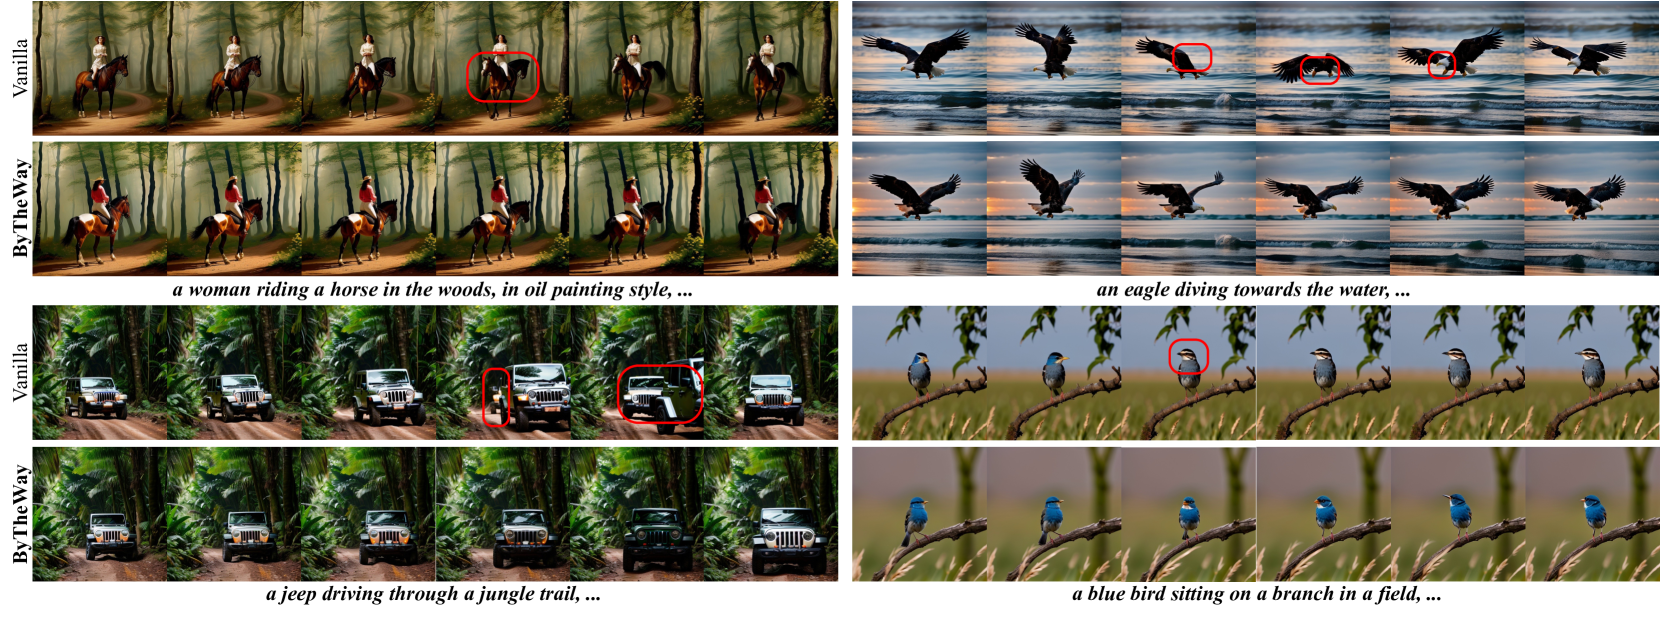 Vanilla
ByTheWay
a woman riding a horse in the woods, in oil painting style, ...
an eagle diving towards the water, ...
Vanilla
ByTheWay
a jeep driving through a jungle trail, ...
a blue bird sitting on a branch in a field, ...